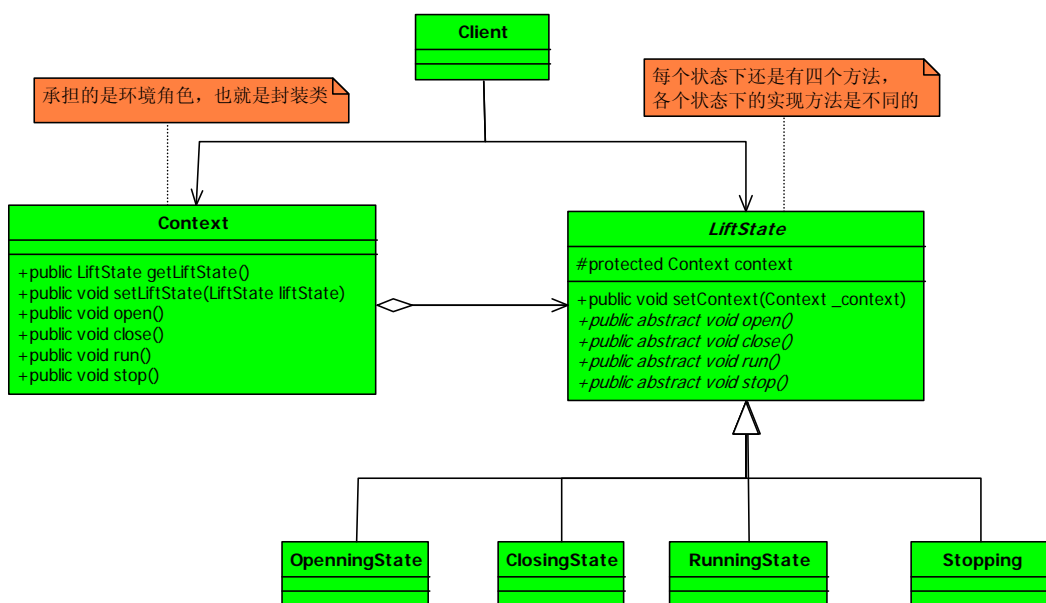 Client
承担的是环境角色，也就是封装类
每个状态下还是有四个方法，
各个状态下的实现方法是不同的
Context
+public LiftState getLiftState()
+public void setLiftState(LiftState liftState)
+public void open()
+public void close()
+public void run()
+public void stop()
LiftState
#protected Context context
+public void setContext(Context _context)
+public abstract void open()
+public abstract void close()
+public abstract void run()
+public abstract void stop()
OpenningState
ClosingState
RunningState
Stopping